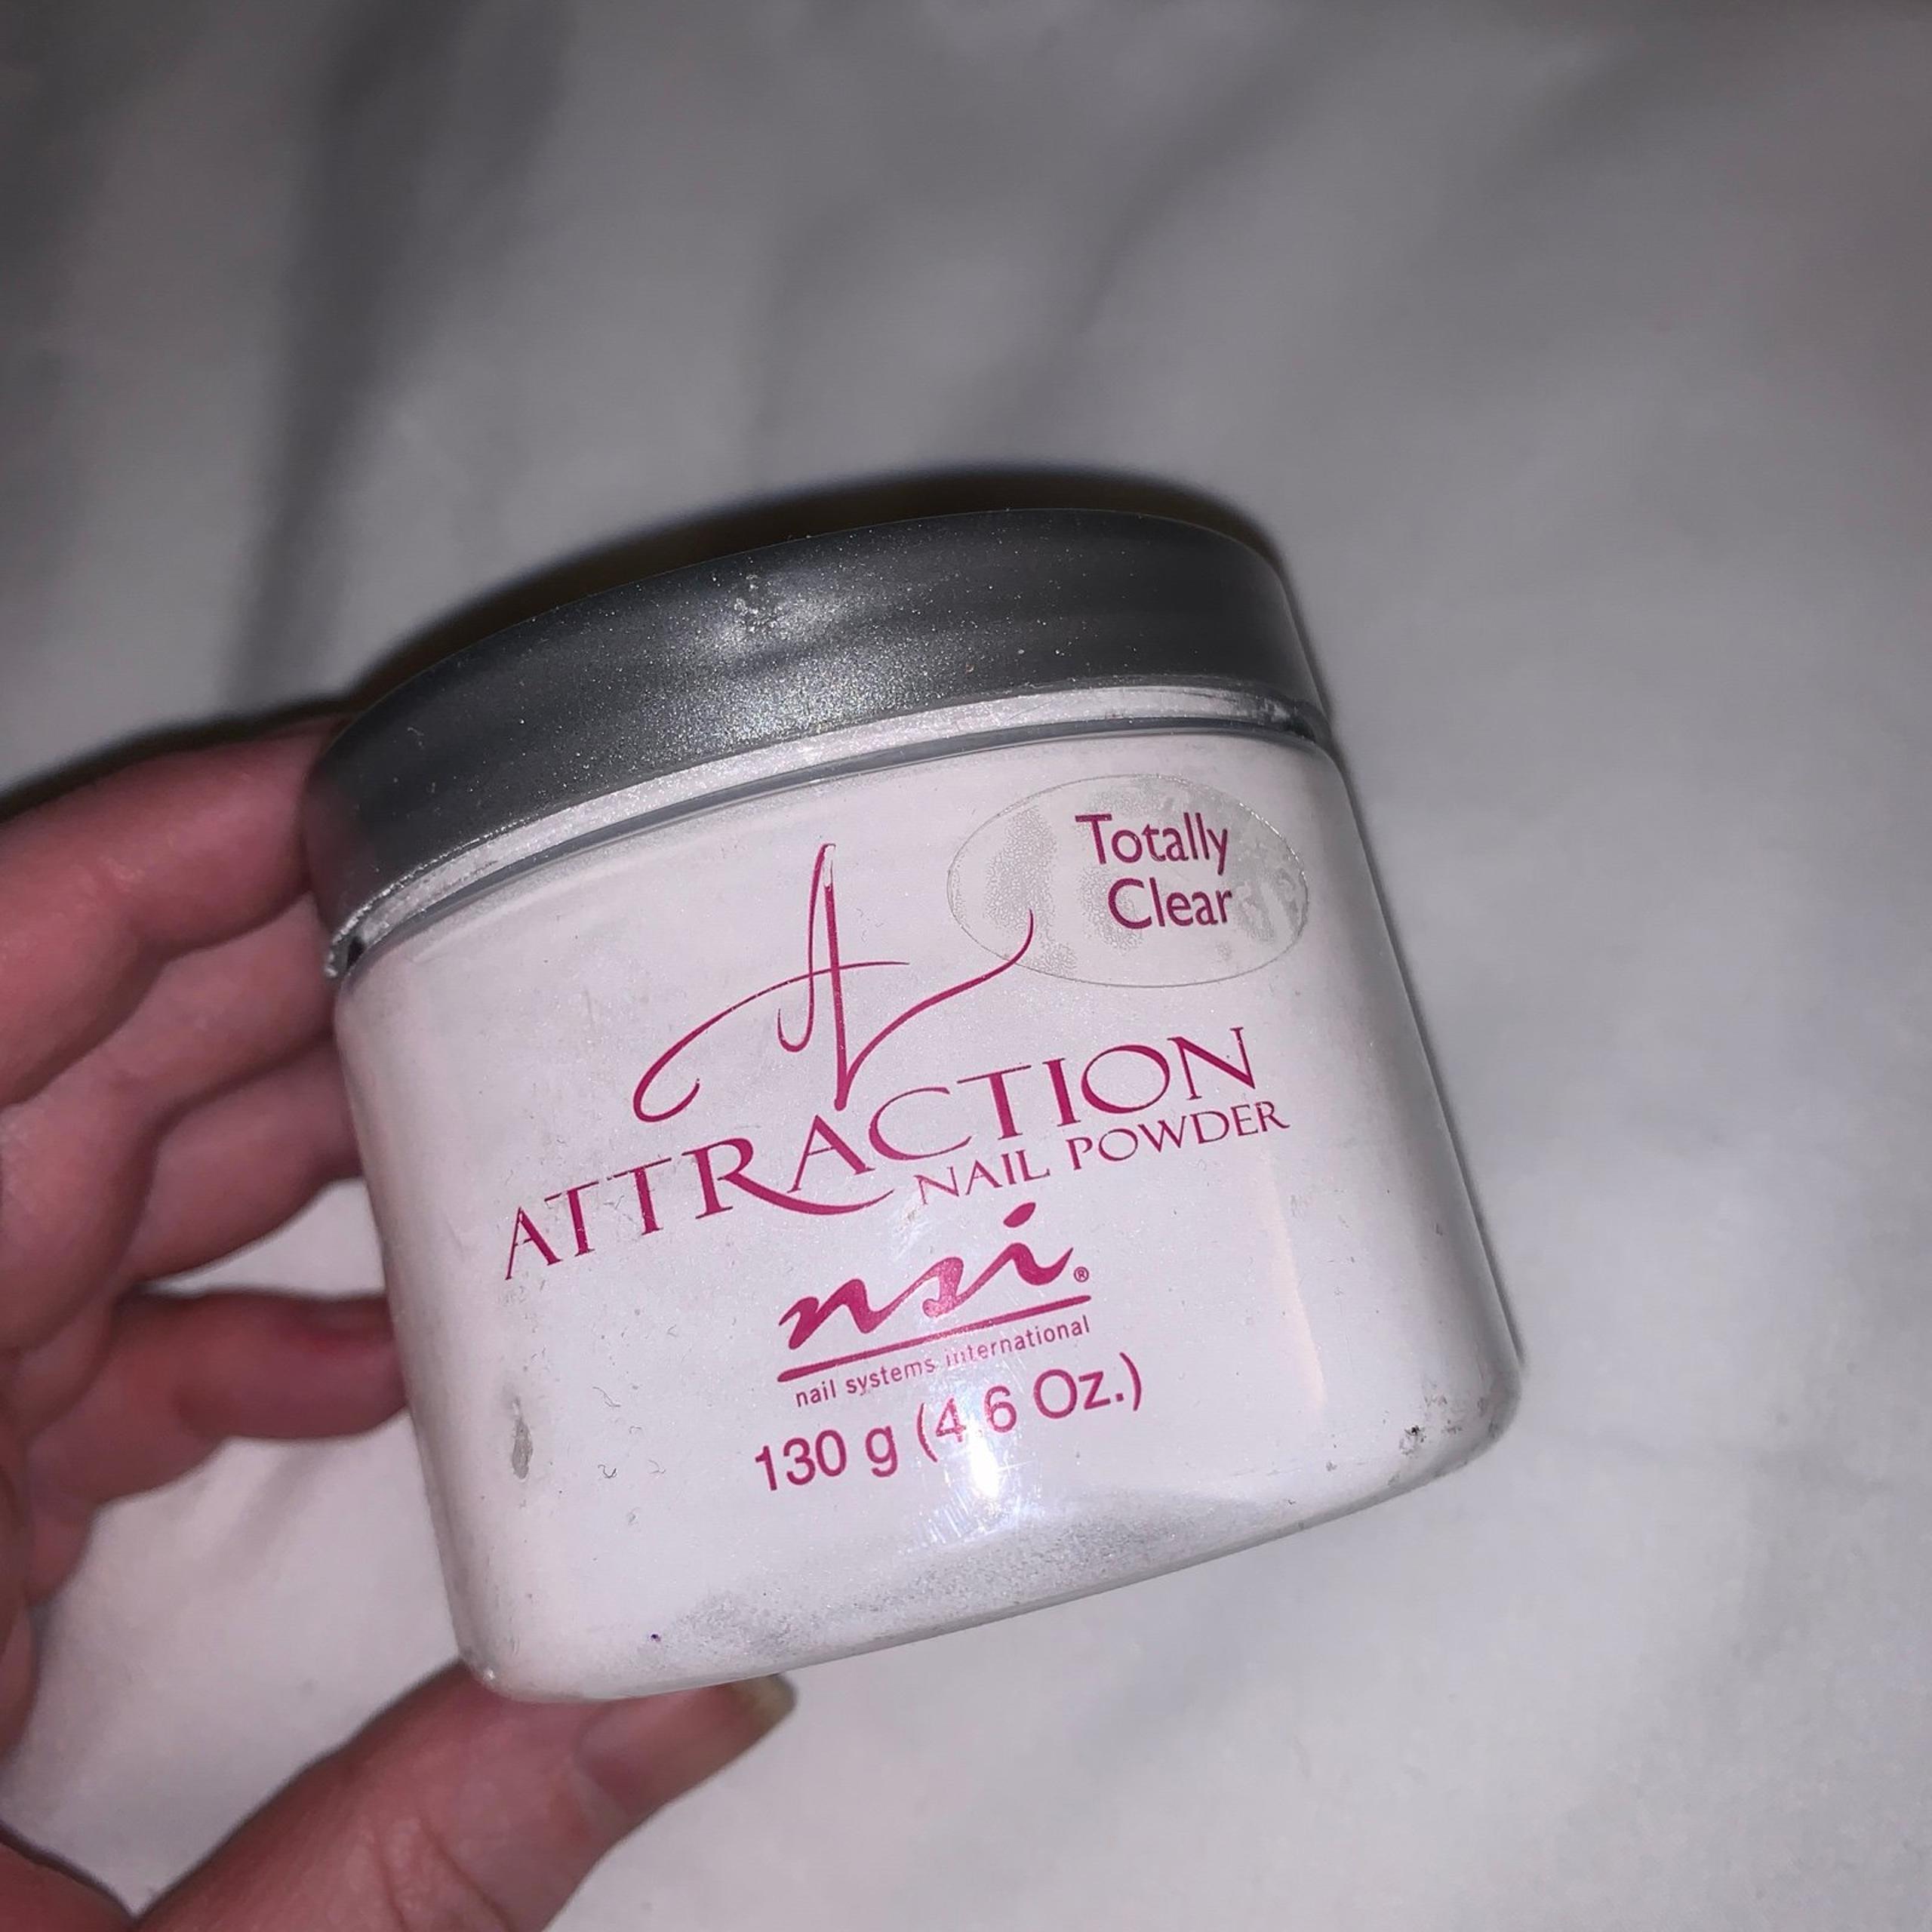 Totally
Clear
A
ATTRACTION
NAIL POWDER
nsi®
nail systems international
130 g (4.6 Oz.)